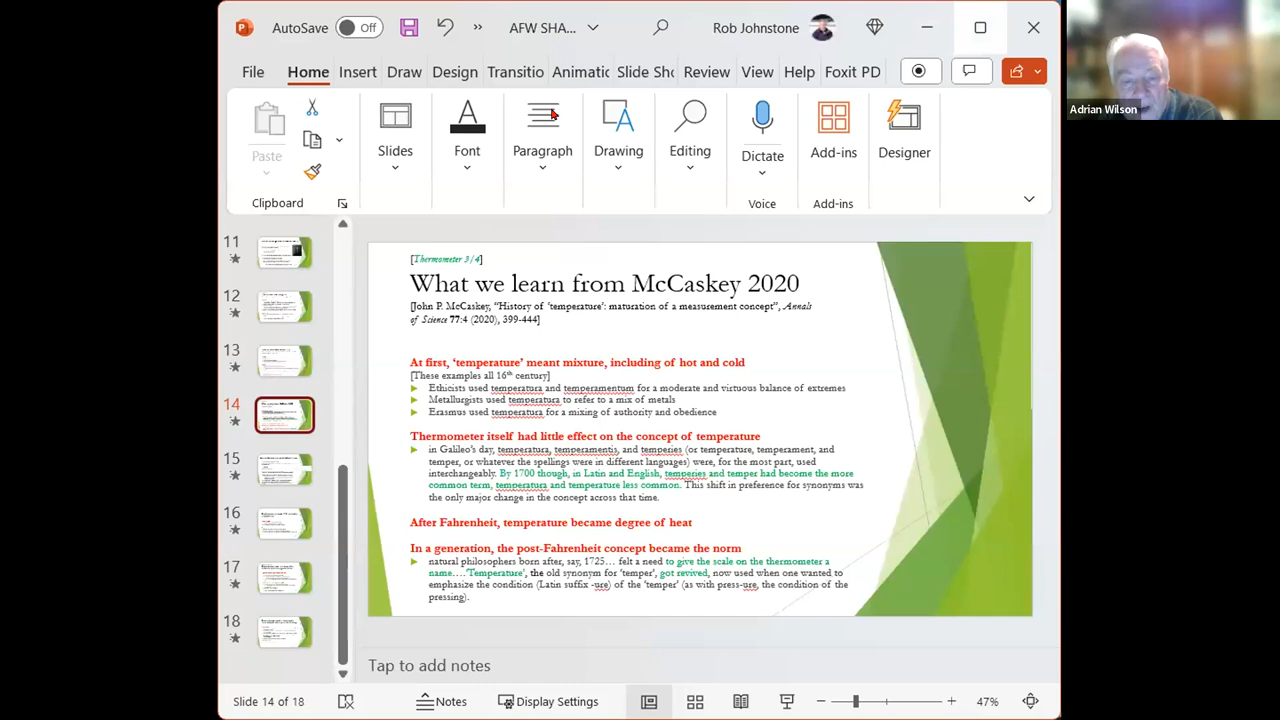 AutoSave Off AFW SHA... Rob Johnstone
File Home Insert Draw Design Transitio Animatic Slide Sho Review View Help Foxit PD
Paste
Slides
Font
Paragraph
Drawing
Editing
Dictate
Add-ins
Designer
Clipboard
Voice
Add-ins
Adrian Wilson
11
12
13
14
15
16
17
18
[Thermometer 3/4]
What we learn from McCaskey 2020
[John P. McCaskey, “History of ‘temperature’: maturation of a measurement concept”, Annals
of Science 77:4 (2020), 399-444]
At first, ‘temperature’ meant mixture, including of hot and cold
[These examples all 16th century]
Ethicists used temperatura and temperamentum for a moderate and virtuous balance of extremes
Metallurgists used temperatura to refer to a mix of metals
Erasmus used temperatura for a mixing of authority and obedience
Thermometer itself had little effect on the concept of temperature
in Galileo’s day, temperatura, temperamentis, and temperies (or temperature, temperament, and
temper, or whatever the spellings were in different languages) were, for the most part, used
interchangeably. By 1700 though, in Latin and English, temperies and temper had become the more
common term, temperatura and temperature less common. This shift in preference for synonyms was
the only major change in the concept across that time.
After Fahrenheit, temperature became degree of heat
In a generation, the post-Fahrenheit concept became the norm
natural philosophers born after, say, 1725… felt a need to give the scale on the thermometer a
name.…‘Temperature’, the old synonym for ‘temper’, got revived, now used when one wanted to
emphasize the condition (Latin suffix -ure) of the ‘temper’ (as with press-ure, the condition of the
pressing).
Tap to add notes
Slide 14 of 18 Notes Display Settings 47%